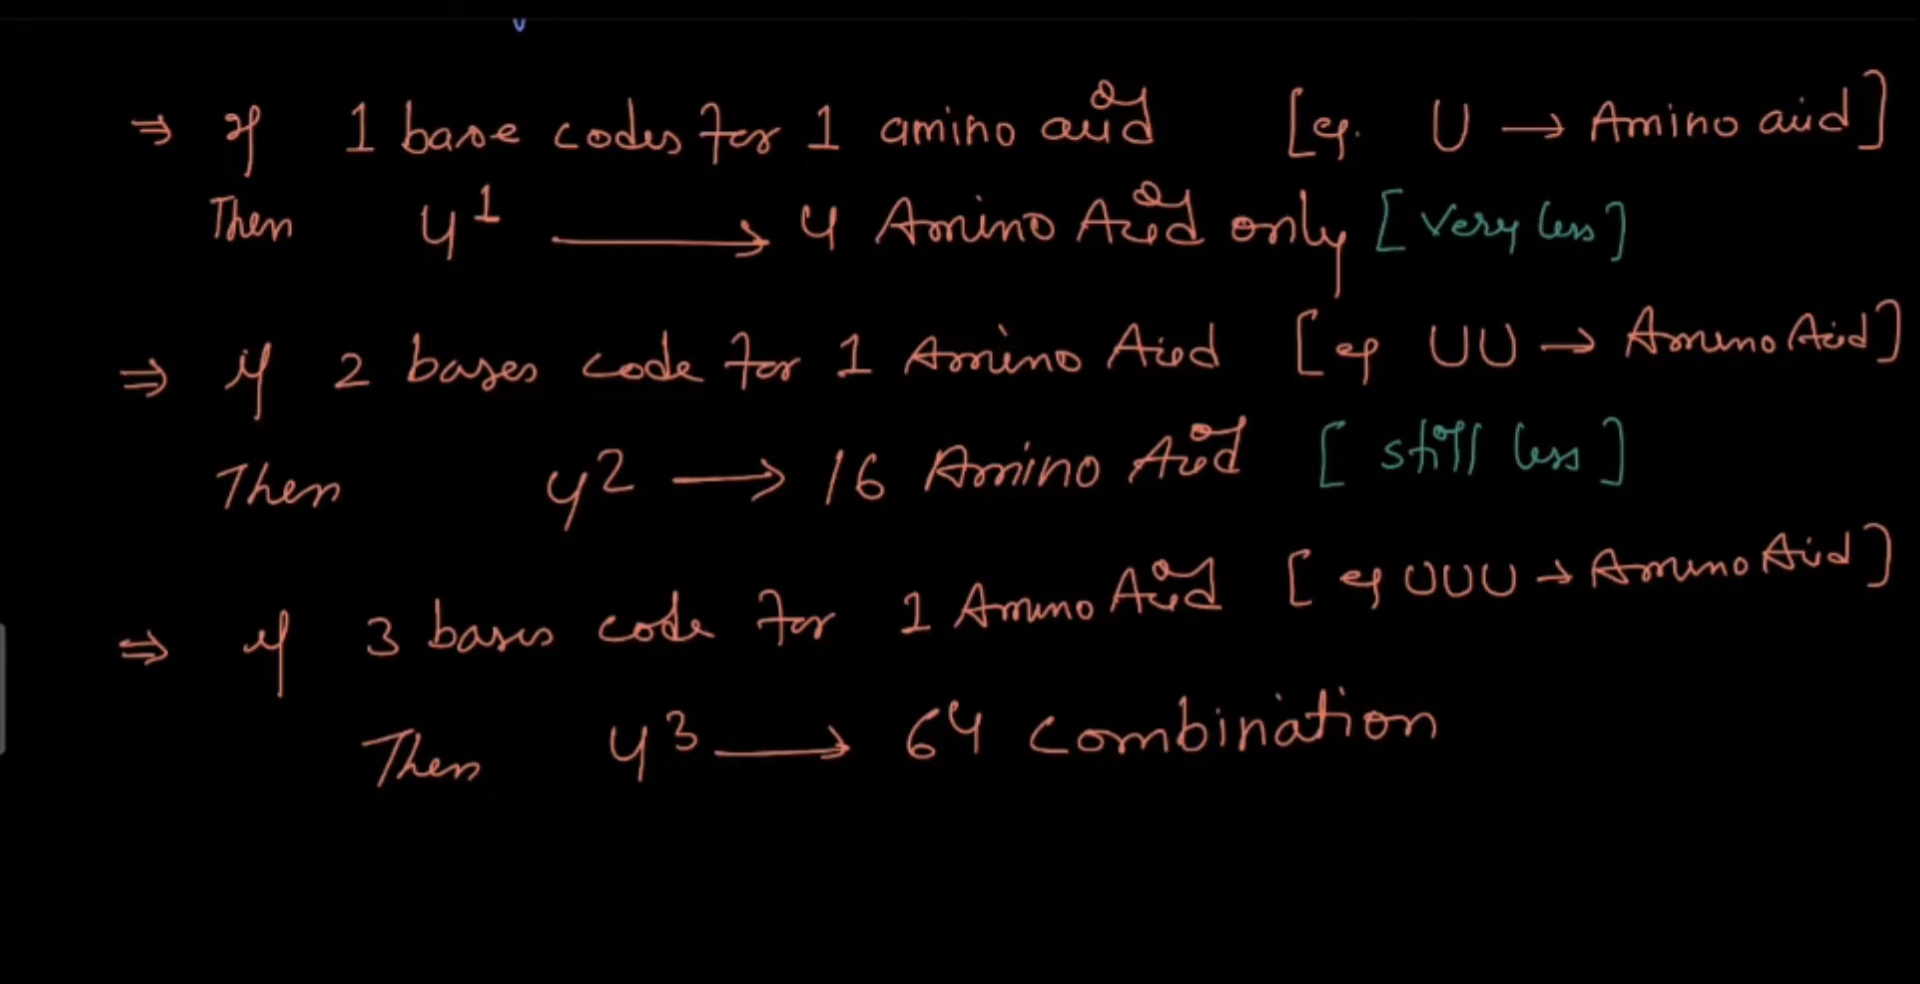 ⇒ If 1 base codes for 1 amino acid [eg. U → Amino acid]
Then 4¹ → 4 Amino Acid only [Very less]
⇒ if 2 bases code for 1 Amino Acid [eg UU → Amino Acid]
Then 4² → 16 Amino Acid [still less]
⇒ if 3 bases code for 1 Amino Acid [eg UUU → Amino Acid]
Then 4³ → 64 Combination